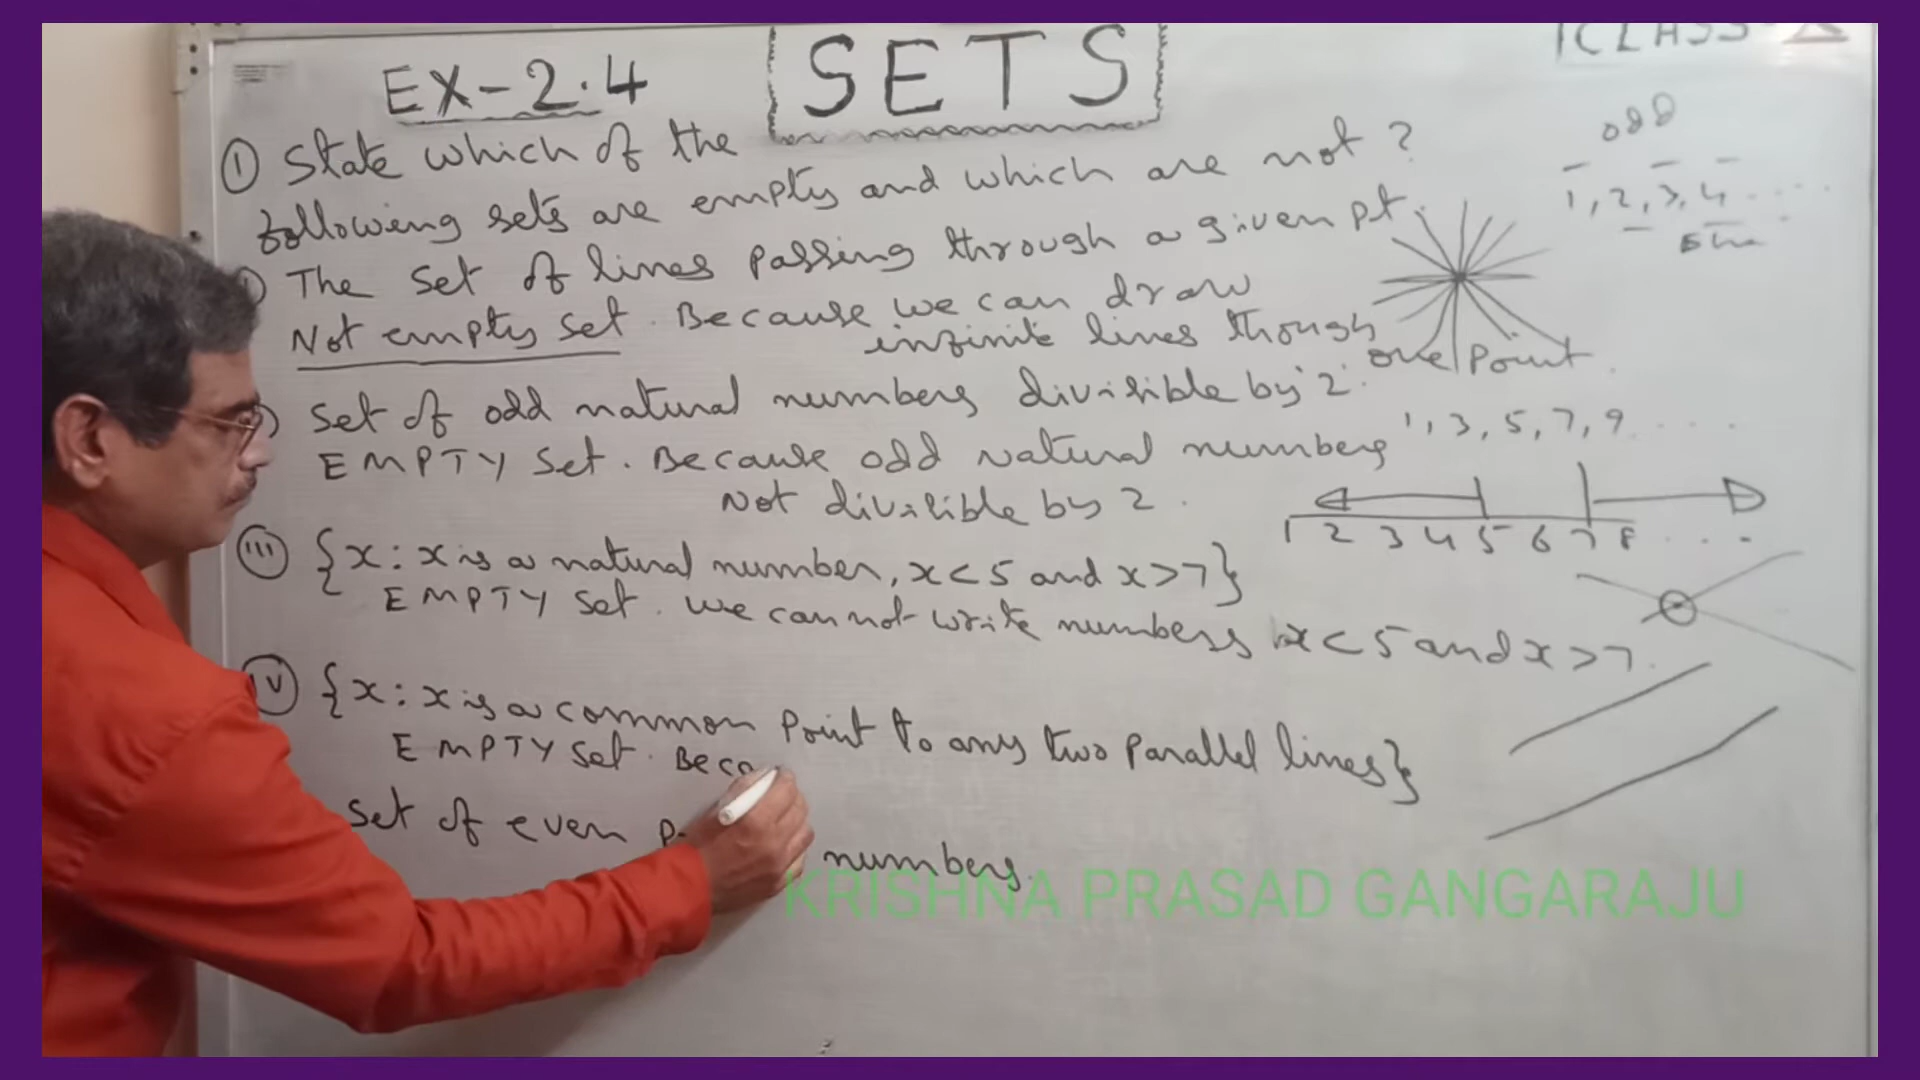 CLASS - X
EX-2.4
SETS
① State which of the
following sets are empty and which are not?
The set of lines passing through a given pt.
Not empty set. Because we can draw
infinite lines though
one point.
odd
1, 2, 3, 4 ....
Set of odd natural numbers divisible by '2'.
1, 3, 5, 7, 9 ....
EMPTY set. Because odd natural numbers
Not divisible by 2.
1 2 3 4 5 6 7 8 ...
(iii) {x : x is a natural number, x < 5 and x > 7}
EMPTY set. We cannot write numbers x < 5 and x > 7.
{x : x is a common point to any two parallel lines}
EMPTY set. Beca
set of even numbers.
KRISHNA PRASAD GANGARAJU